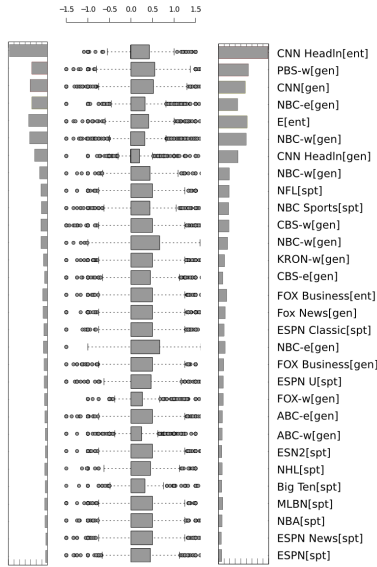 −1.5 −1.0 −0.5 0.0 0.5 1.0 1.5
CNN Headln[ent]
PBS-w[gen]
CNN[gen]
NBC-e[gen]
E[ent]
NBC-w[gen]
CNN Headln[gen]
NBC-w[gen]
NFL[spt]
NBC Sports[spt]
CBS-w[gen]
NBC-w[gen]
KRON-w[gen]
CBS-e[gen]
FOX Business[ent]
Fox News[gen]
ESPN Classic[spt]
NBC-e[gen]
FOX Business[gen]
ESPN U[spt]
FOX-w[gen]
ABC-e[gen]
ABC-w[gen]
ESN2[spt]
NHL[spt]
Big Ten[spt]
MLBN[spt]
NBA[spt]
ESPN News[spt]
ESPN[spt]